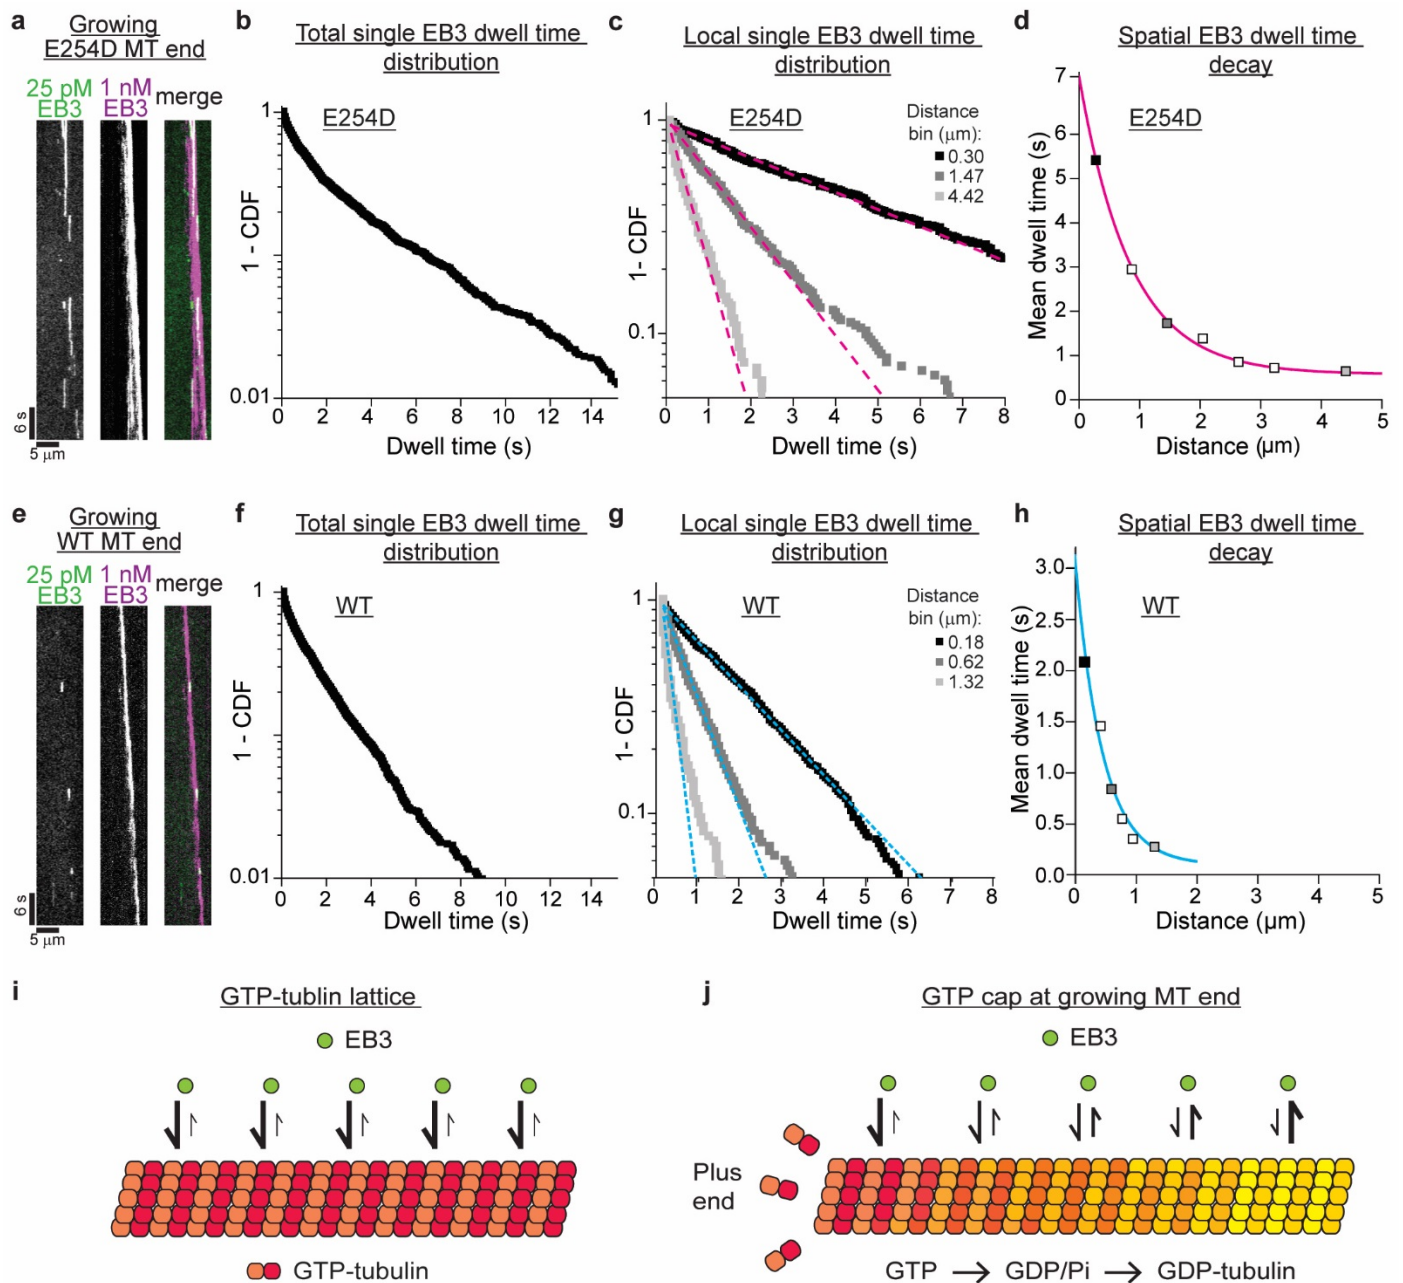 a
Growing
E254D MT end
25 pM
EB3
1 nM
EB3
merge
6 s
5 µm
b
Total single EB3 dwell time
distribution
E254D
1 - CDF
1
1
0.01
0 2 4 6 8 10 12 14
Dwell time (s)
c
Local single EB3 dwell time
distribution
E254D
Distance
bin (µm):
0.30
1.47
4.42
1- CDF
1
0.1
0 1 2 3 4 5 6 7 8
Dwell time (s)
d
Spatial EB3 dwell time
decay
E254D
Mean dwell time (s)
7
6
5
4
3
2
1
0
0 1 2 3 4 5
Distance (µm)
e
Growing
WT MT end
25 pM
EB3
1 nM
EB3
merge
6 s
5 µm
f
Total single EB3 dwell time
distribution
WT
1 - CDF
1
1
0.01
0 2 4 6 8 10 12 14
Dwell time (s)
g
Local single EB3 dwell time
distribution
WT
Distance
bin (µm):
0.18
0.62
1.32
1- CDF
1
0.1
0 1 2 3 4 5 6 7 8
Dwell time (s)
h
Spatial EB3 dwell time
decay
WT
Mean dwell time (s)
3.0
2.5
2.0
1.5
1.0
0.5
0.0
0 1 2 3 4 5
Distance (µm)
i
GTP-tublin lattice
EB3
GTP-tubulin
j
GTP cap at growing MT end
EB3
Plus
end
GTP → GDP/Pi → GDP-tubulin